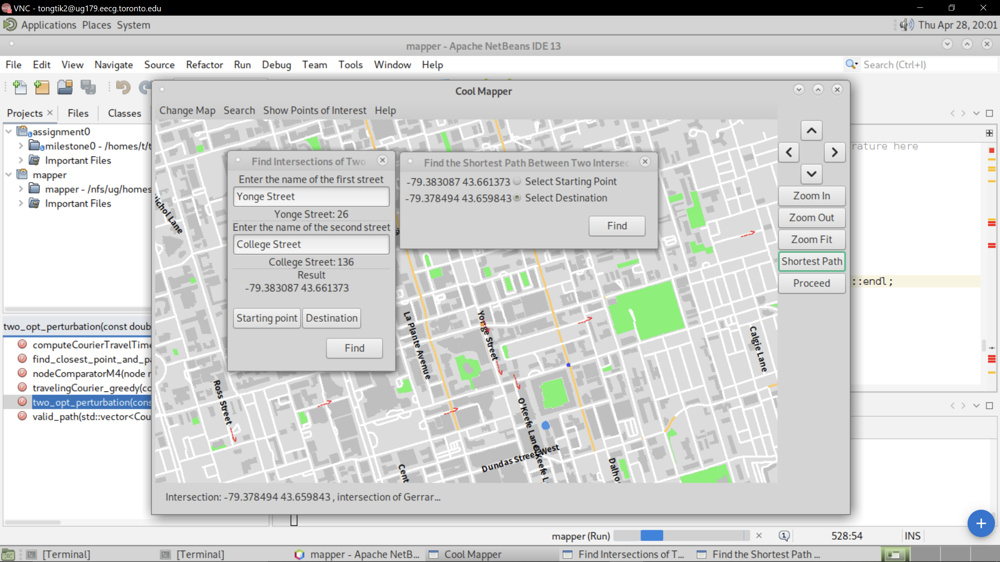 VNC - tongtik2@ug179.eecg.toronto.edu
Applications Places System
Thu Apr 28, 20:01
mapper - Apache NetBeans IDE 13
File Edit View Navigate Source Refactor Run Debug Team Tools Window Help
Search (Ctrl+I)
Cool Mapper
Change Map Search Show Points of Interest Help
Projects Files Classes
assignment0
milestone0 - /homes/t/t
Important Files
mapper
mapper - /nfs/ug/homes
Important Files
rature here
::endl;
Find Intersections of Two
Enter the name of the first street
Yonge Street
Yonge Street: 26
Enter the name of the second street
College Street
College Street: 136
Result
-79.383087 43.661373
Starting point Destination
Find
Find the Shortest Path Between Two Intersec
-79.383087 43.661373 Select Starting Point
-79.378494 43.659843 Select Destination
Find
Zoom In
Zoom Out
Zoom Fit
Shortest Path
Proceed
ichol Lane
La Plante Avenue
Yonge Street
Calgie Lane
Ross Street
O'Keefe Lane
O'Keefe L
Dundas Street West
Cent
Dalho
two_opt_perturbation(const doub
computeCourierTravelTime
find_closest_point_and_pa
nodeComparatorM4(node r
travelingCourier_greedy(co
two_opt_perturbation(cons
valid_path(std::vector<Cou
Intersection: -79.378494 43.659843 , intersection of Gerrar...
mapper (Run)
1
528:54
INS
[Terminal]
[Terminal]
mapper - Apache NetB...
Cool Mapper
Find Intersections of T...
Find the Shortest Path ...